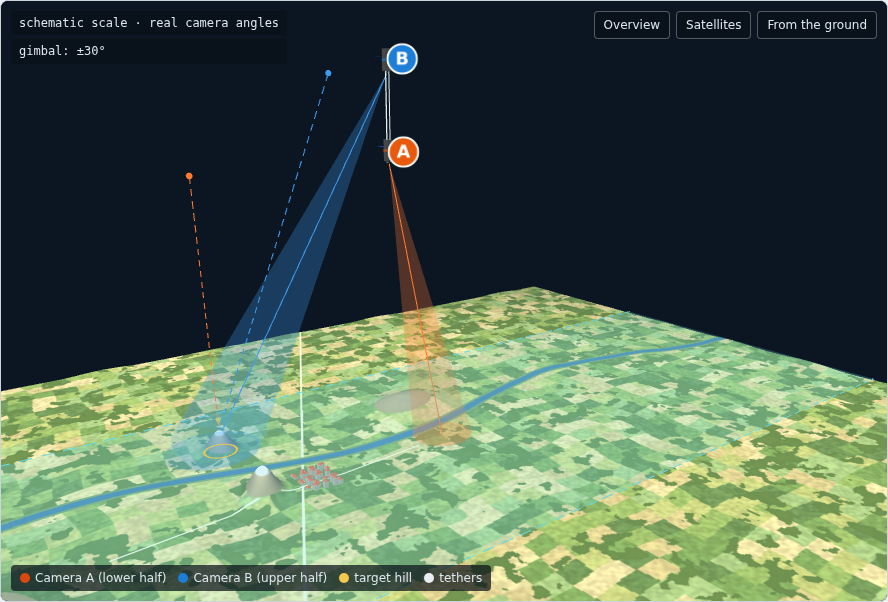 schematic scale · real camera angles
gimbal: ±30°
Overview
Satellites
From the ground
B
A
Camera A (lower half)
Camera B (upper half)
target hill
tethers